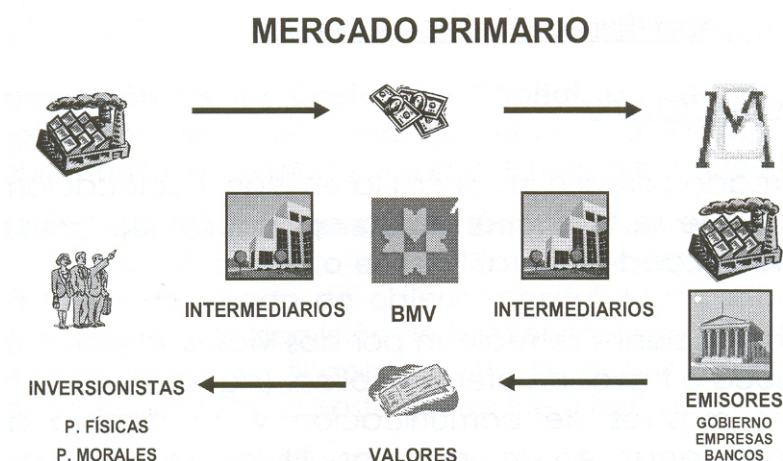 MERCADO PRIMARIO
INTERMEDIARIOS
BMV
INTERMEDIARIOS
INVERSIONISTAS
P. FÍSICAS
P. MORALES
VALORES
EMISORES
GOBIERNO
EMPRESAS
BANCOS